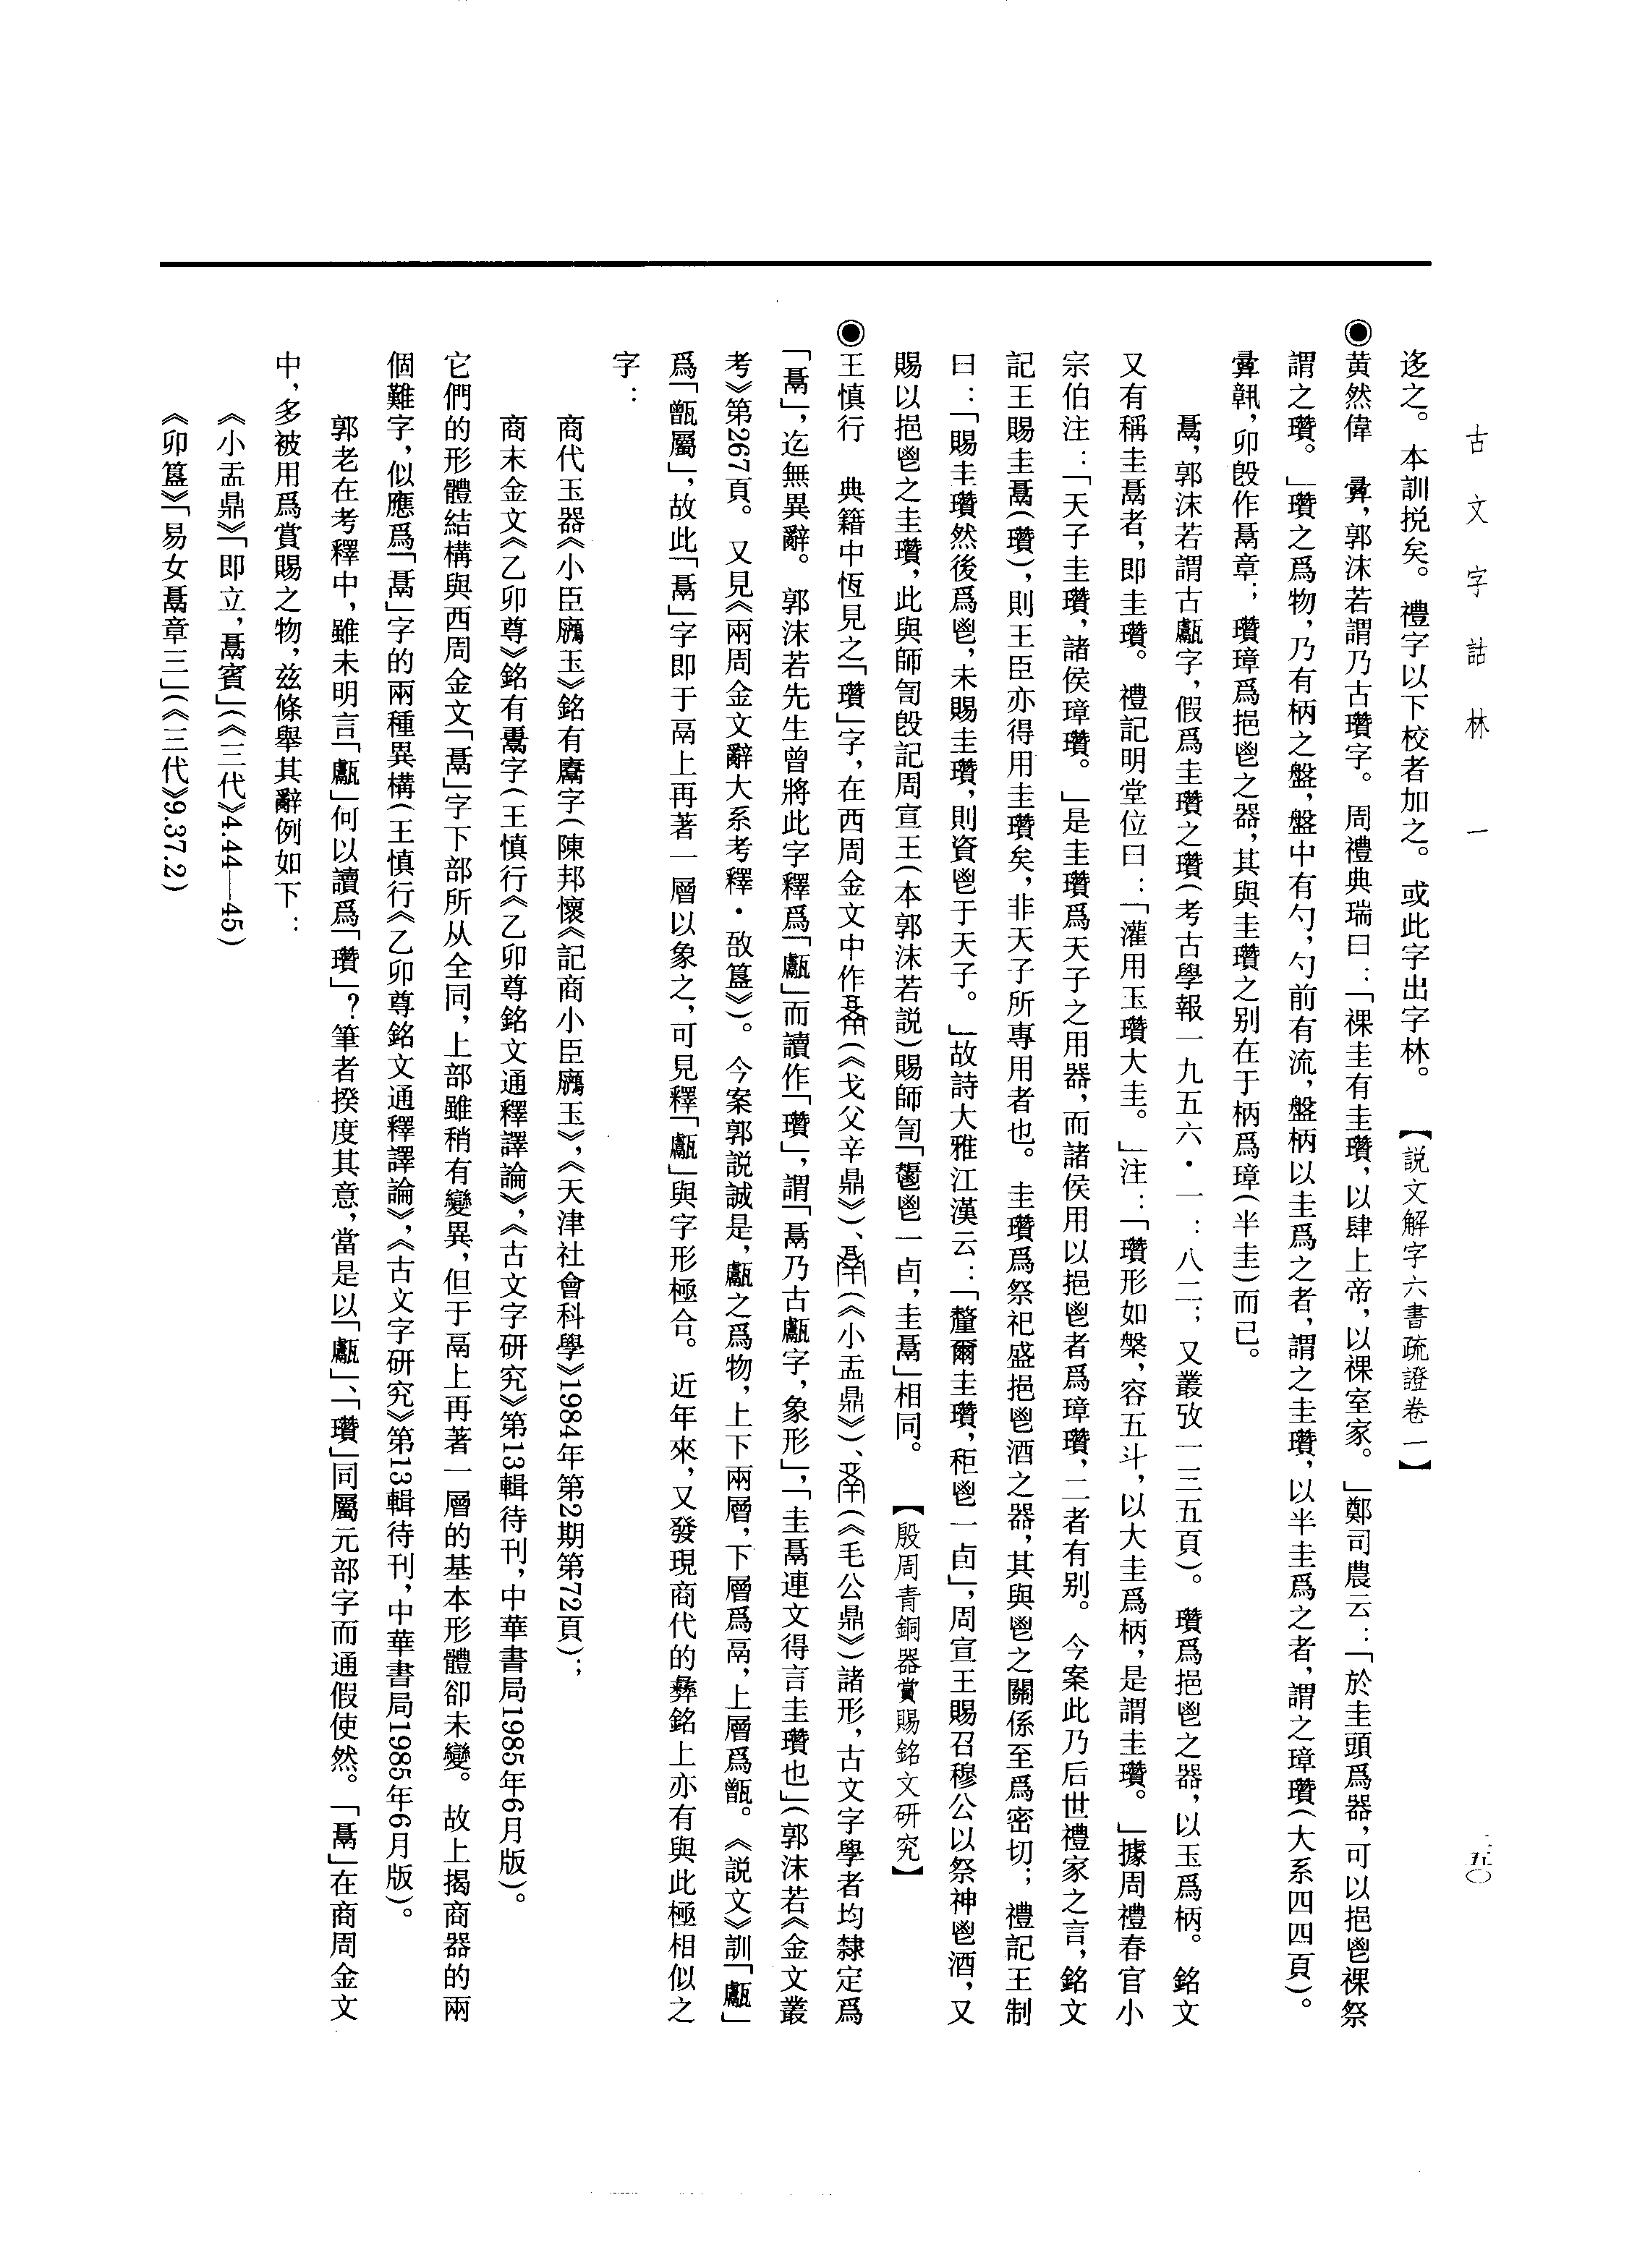 古文字詁林 一
二五〇
迻之。本訓挩矣。禮字以下校者加之。或此字出字林。【説文解字六書疏證卷一】
◉黄然偉 郭沫若謂乃古瓚字。周禮典瑞曰：「祼圭有圭瓚，以肆上帝，以祼室家。」鄭司農云：「於圭頭爲器，可以挹鬯祼祭
謂之瓚。」瓚之爲物，乃有柄之盤，盤中有勺，勺前有流，盤柄以圭爲之者，謂之圭瓚，以半圭爲之者，謂之璋瓚（大系四四頁）。
卯𣪘作鬲章；瓚璋爲挹鬯之器，其與圭瓚之别在于柄爲璋（半圭）而已。
，郭沫若謂古甗字，假爲圭瓚之瓚（考古學報一九五六・一：八二；又叢攷一三五頁）。瓚爲挹鬯之器，以玉爲柄。銘文
又有稱圭者，即圭瓚。禮記明堂位曰：「灌用玉瓚大圭。」注：「瓚形如槃，容五斗，以大圭爲柄，是謂圭瓚。」據周禮春官小
宗伯注：「天子圭瓚，諸侯璋瓚。」是圭瓚爲天子之用器，而諸侯用以挹鬯者爲璋瓚，二者有别。今案此乃后世禮家之言，銘文
記王賜圭（瓚），則王臣亦得用圭瓚矣，非天子所專用者也。圭瓚爲祭祀盛挹鬯酒之器，其與鬯之關係至爲密切；禮記王制
曰：「賜圭瓚然後爲鬯，未賜圭瓚，則資鬯于天子。」故詩大雅江漢云：「釐爾圭瓚，秬鬯一卣」，周宣王賜召穆公以祭神鬯酒，又
賜以挹鬯之圭瓚，此與師訇𣪘記周宣王（本郭沫若説）賜師訇「鬯一卣，圭」相同。【殷周青銅器賞賜銘文研究】
◉王慎行 典籍中恆見之「瓚」字，在西周金文中作（《戈父辛鼎》）、（《小盂鼎》）、（《毛公鼎》）諸形，古文字學者均隸定爲
「」，迄無異辭。郭沫若先生曾將此字釋爲「甗」而讀作「瓚」，謂「乃古甗字，象形」，「圭連文得言圭瓚也」（郭沫若《金文叢
考》第267頁。又見《兩周金文辭大系考釋・敔簋》）。今案郭説誠是，甗之爲物，上下兩層，下層爲鬲，上層爲甑。《説文》訓「甗」
爲「甑屬」，故此「」字即于鬲上再著一層以象之，可見釋「甗」與字形極合。近年來，又發現商代的彝銘上亦有與此極相似之
字：
商代玉器《小臣玉》銘有字（陳邦懷《記商小臣玉》，《天津社會科學》1984年第2期第72頁）；
商末金文《乙卯尊》銘有字（王慎行《乙卯尊銘文通釋譯論》，《古文字研究》第13輯待刊，中華書局1985年6月版）。
它們的形體結構與西周金文「」字下部所从全同，上部雖稍有變異，但于鬲上再著一層的基本形體卻未變。故上揭商器的兩
個難字，似應爲「」字的兩種異構（王慎行《乙卯尊銘文通釋譯論》，《古文字研究》第13輯待刊，中華書局1985年6月版）。
郭老在考釋中，雖未明言「甗」何以讀爲「瓚」？筆者揆度其意，當是以「甗」、「瓚」同屬元部字而通假使然。「」在商周金文
中，多被用爲賞賜之物，兹條舉其辭例如下：
《小盂鼎》「即立，賓」（《三代》4.44—45）
《卯簋》「易女章三」（《三代》9.37.2）